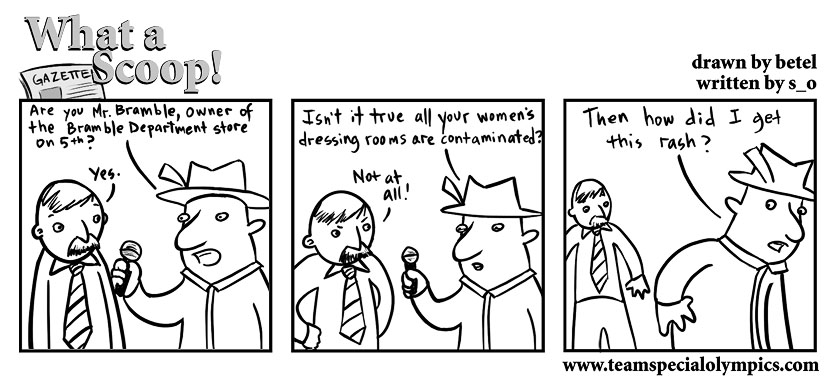 What a
Scoop!
GAZETTE
drawn by betel
written by s_o
Are you Mr. Bramble, owner of
the Bramble Department store
on 5th?
Yes.
Isn't it true all your women's
dressing rooms are contaminated?
Not at
all!
Then how did I get
this rash?
www.teamspecialolympics.com